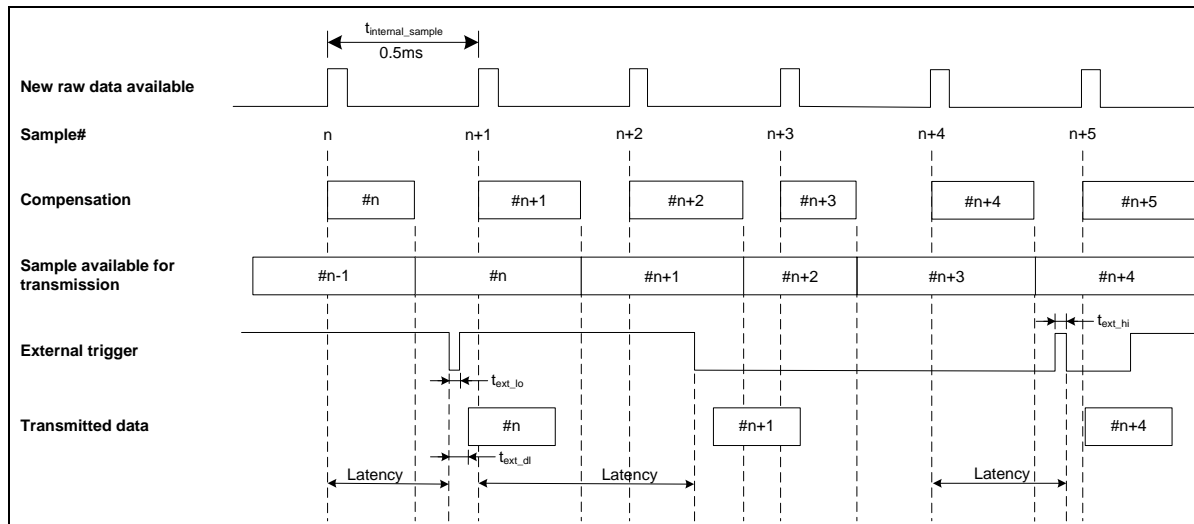 t_internal_sample
0.5ms
New raw data available
Sample#
n
n+1
n+2
n+3
n+4
n+5
Compensation
#n
#n+1
#n+2
#n+3
#n+4
#n+5
Sample available for
transmission
#n-1
#n
#n+1
#n+2
#n+3
#n+4
External trigger
t_ext_hi
t_ext_lo
Transmitted data
#n
#n+1
#n+4
t_ext_dl
Latency
Latency
Latency